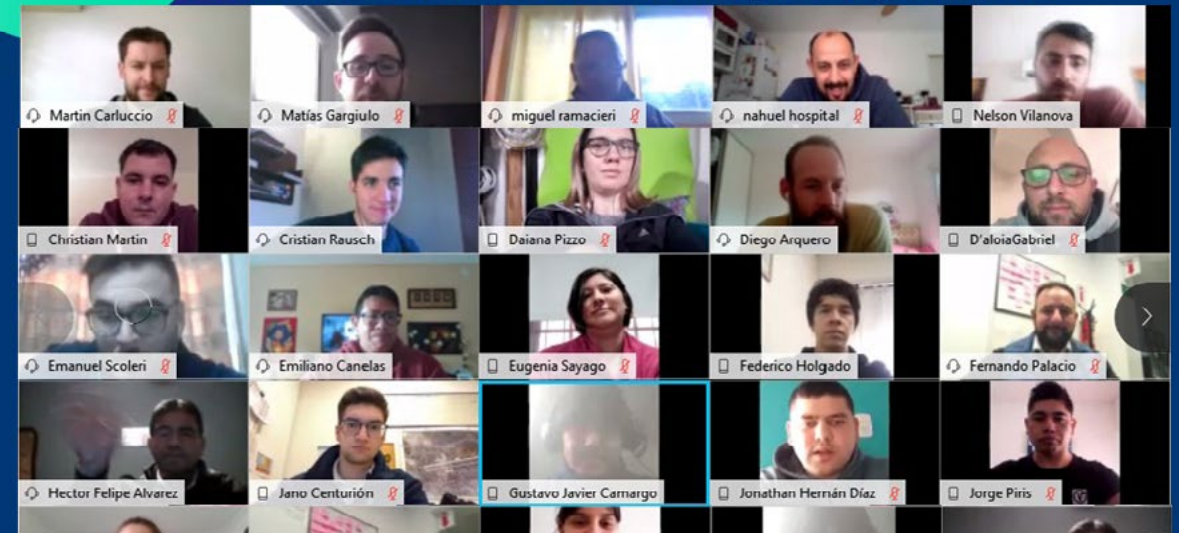 Martin Carluccio
Matías Gargiulo
miguel ramacieri
nahuel hospital
Nelson Vilanova
Christian Martin
Cristian Rausch
Daiana Pizzo
Diego Arquero
D'aloiaGabriel
Emanuel Scoleri
Emiliano Canelas
Eugenia Sayago
Federico Holgado
Fernando Palacio
Hector Felipe Alvarez
Jano Centurión
Gustavo Javier Camargo
Jonathan Hernán Díaz
Jorge Piris